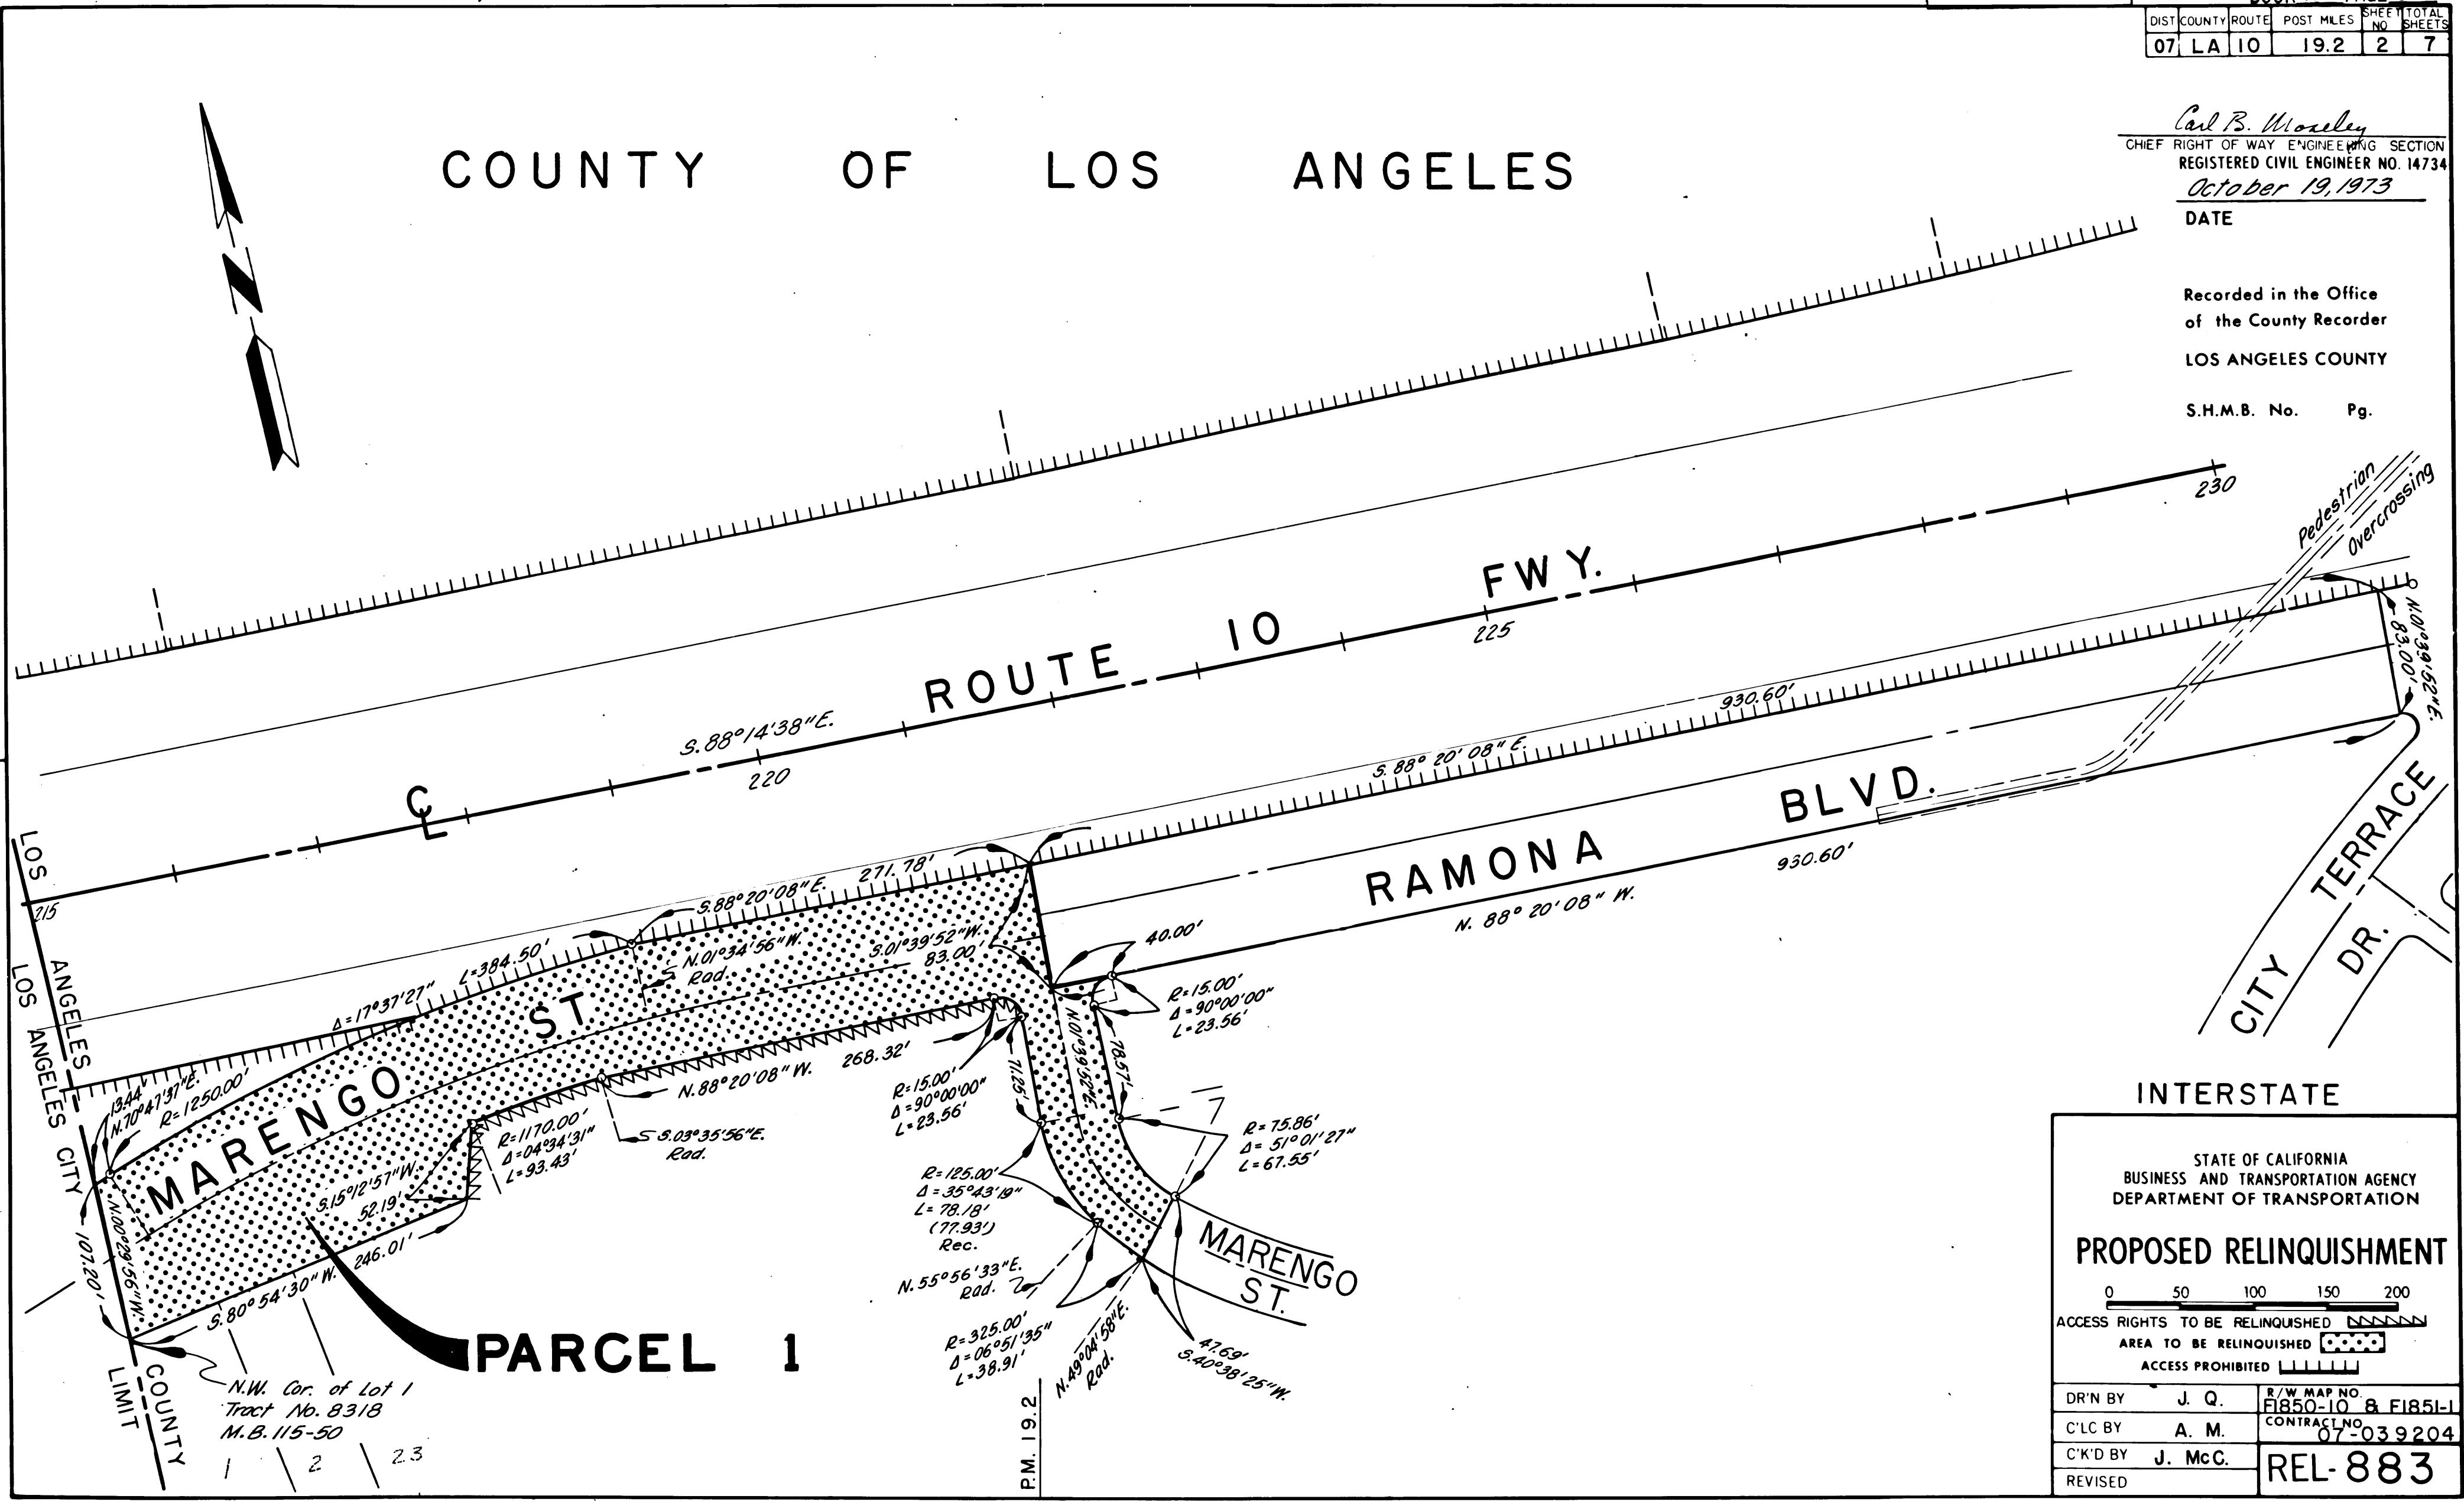 DIST COUNTY ROUTE POST MILES SHEET NO TOTAL SHEETS
07 LA 10 19.2 2 7
Carl B. Moseley
CHIEF RIGHT OF WAY ENGINEERING SECTION
REGISTERED CIVIL ENGINEER NO. 14734
October 19, 1973
DATE
Recorded in the Office
of the County Recorder
LOS ANGELES COUNTY
S.H.M.B. No. Pg.
COUNTY OF LOS ANGELES
N
Pedestrian
Overcrossing
230
ROUTE 10 FWY.
225
S.88°14'38"E.
220
CL
215
N.01°39'52"E.
83.00'
930.60'
S. 88° 20' 08" E.
RAMONA BLVD.
930.60'
N. 88° 20' 08" W.
CITY TERRACE
DR.
LOS ANGELES
LOS ANGELES CITY
LIMIT
COUNTY
S.88°20'08"E. 271.78'
L=384.50'
Δ=17°37'27"
N.01°34'56"W.
Rad.
S.01°39'52"W.
83.00'
40.00'
R=15.00'
Δ=90°00'00"
L=23.56'
13.44'
N.70°47'37"E.
R=1250.00'
MARENGO ST
N.88°20'08"W. 268.32'
R=15.00'
Δ=90°00'00"
L=23.56'
71.25'
N.01°39'52"E.
78.57'
R=1170.00'
Δ=04°34'31"
L=93.43'
S.03°35'56"E.
Rad.
S.15°12'57"W.
52.19'
R=75.86'
Δ=51°01'27"
L=67.55'
R=125.00'
Δ=35°43'19"
L=78.18'
(77.93')
Rec.
N.00°29'56"W.
107.20'
S.80°54'30"W. 246.01'
N.55°56'33"E.
Rad.
MARENGO
ST.
R=325.00'
Δ=06°51'35"
L=38.91'
N.49°04'58"E.
Rad.
47.69'
S.40°38'25"W.
PARCEL 1
N.W. Cor. of Lot 1
Tract No. 8318
M.B. 115-50
1 2 23
P.M. 19.2
INTERSTATE
STATE OF CALIFORNIA
BUSINESS AND TRANSPORTATION AGENCY
DEPARTMENT OF TRANSPORTATION
PROPOSED RELINQUISHMENT
0 50 100 150 200
ACCESS RIGHTS TO BE RELINQUISHED
AREA TO BE RELINQUISHED
ACCESS PROHIBITED
DR'N BY J. Q.
R/W MAP NO.
F1850-10 & F1851-1
C'LC BY A. M.
CONTRACT NO.
07-039204
C'K'D BY J. McC.
REVISED
REL-883